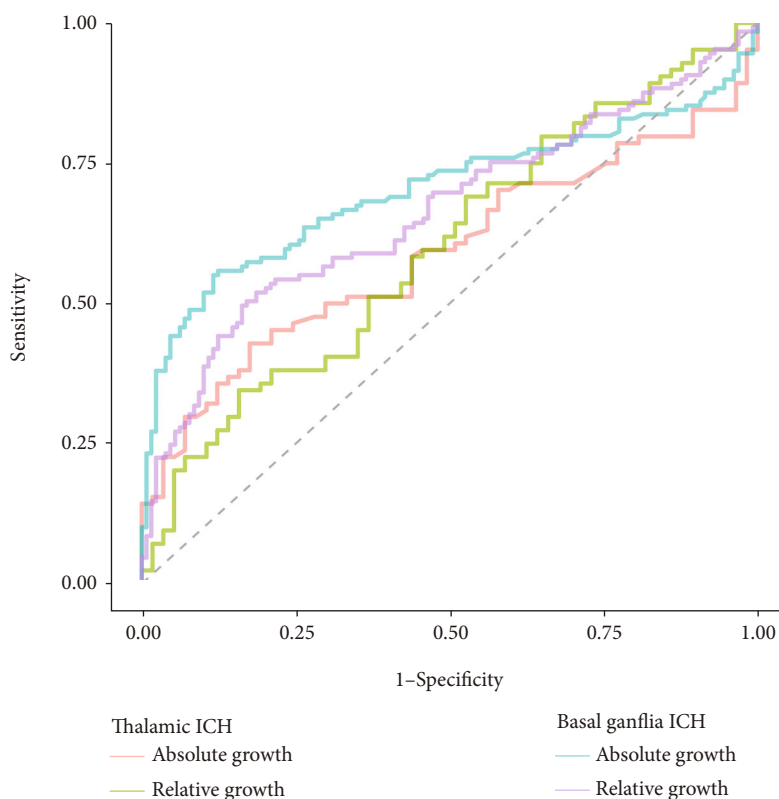 1.00
0.75
0.50
0.25
0.00
Sensitivity
0.00 0.25 0.50 0.75 1.00
1–Specificity
Thalamic ICH
Absolute growth
Relative growth
Basal ganflia ICH
Absolute growth
Relative growth